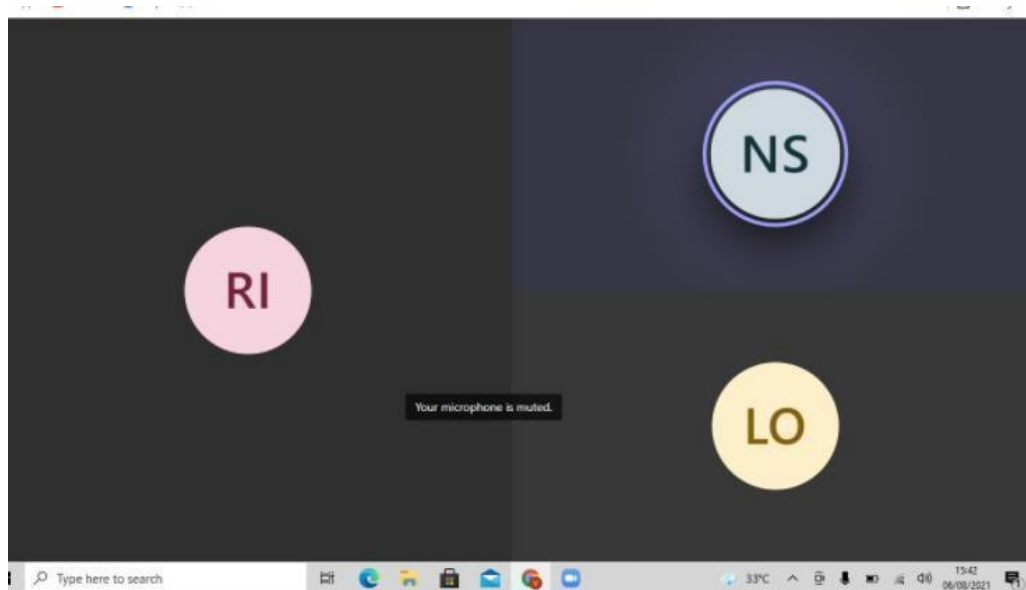 NS
RI
Your microphone is muted.
LO
Type here to search
33°C
15:42
06/08/2021